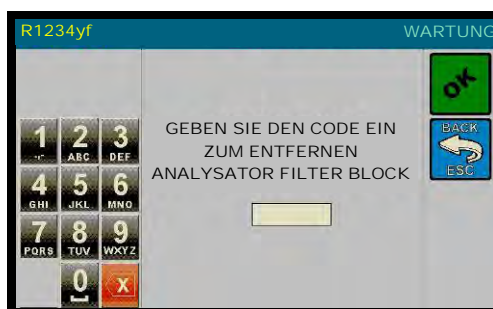 R1234yf WARTUNG
OK
GEBEN SIE DEN CODE EIN
ZUM ENTFERNEN
ANALYSATOR FILTER BLOCK
BACK
ESC
1 2 3
ABC DEF
4 5 6
GHI JKL MNO
7 8 9
PQRS TUV WXYZ
0 X